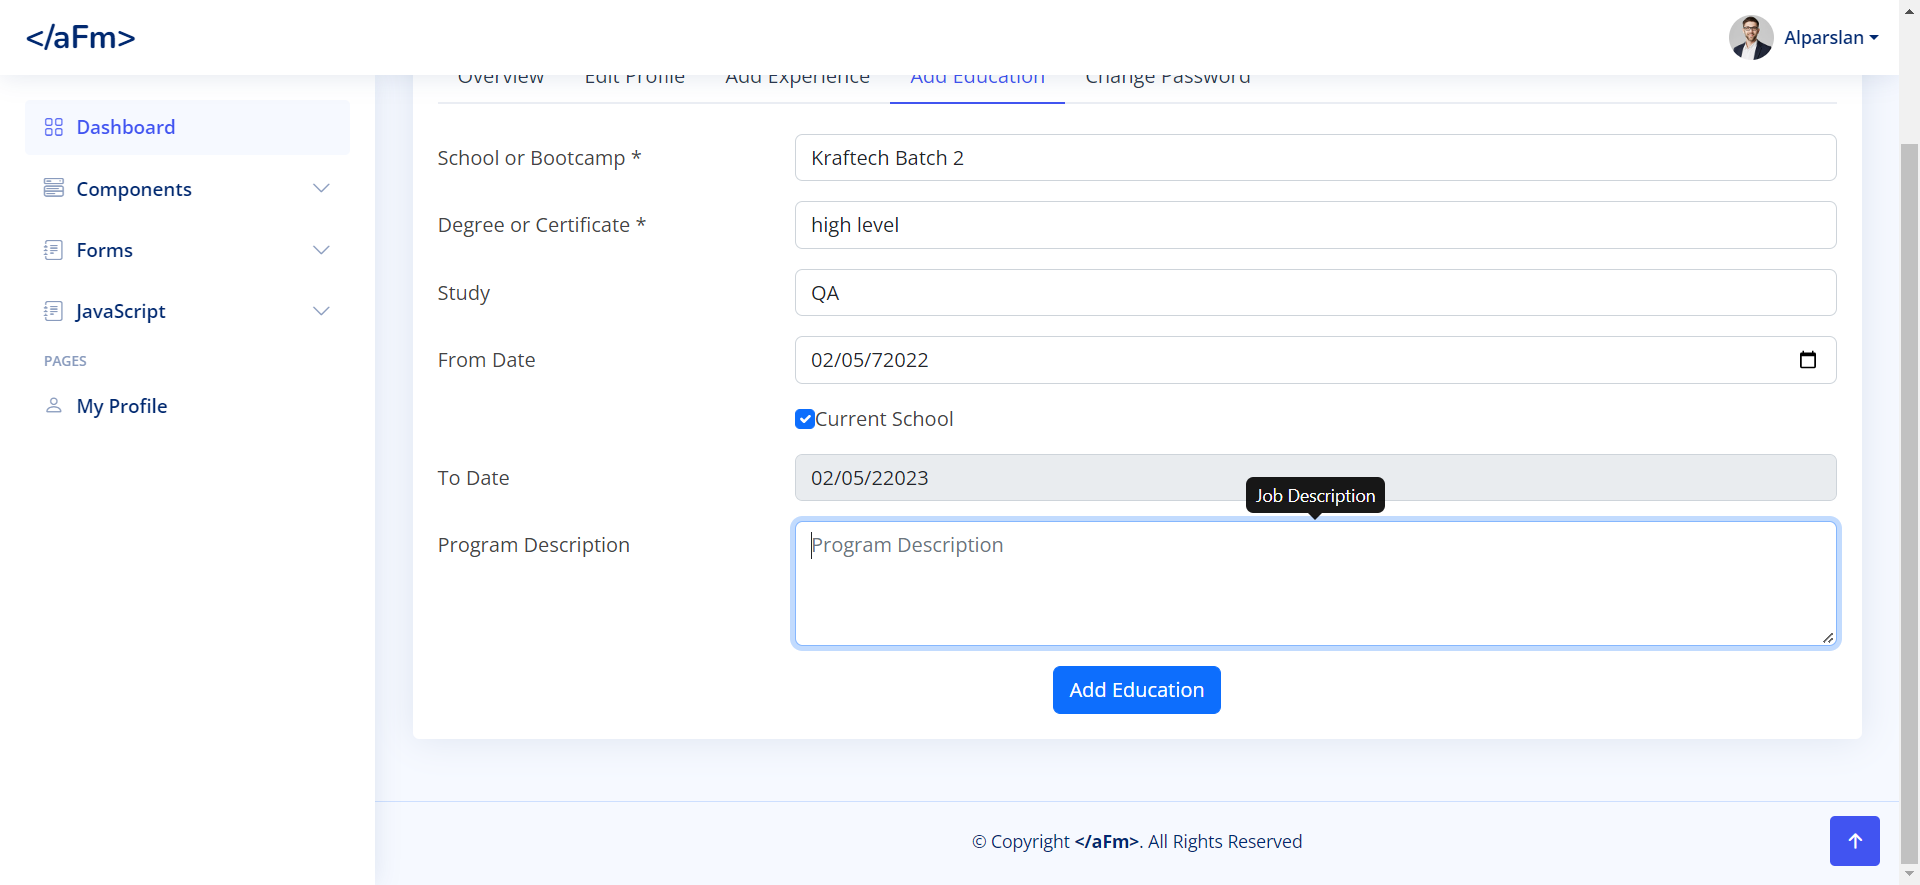 </aFm>
Alparslan
Overview Edit Profile Add Experience Add Education Change Password
Dashboard
Components
Forms
JavaScript
PAGES
My Profile
School or Bootcamp *
Kraftech Batch 2
Degree or Certificate *
high level
Study
QA
From Date
02/05/72022
Current School
To Date
02/05/22023
Job Description
Program Description
Program Description
Add Education
© Copyright </aFm>. All Rights Reserved